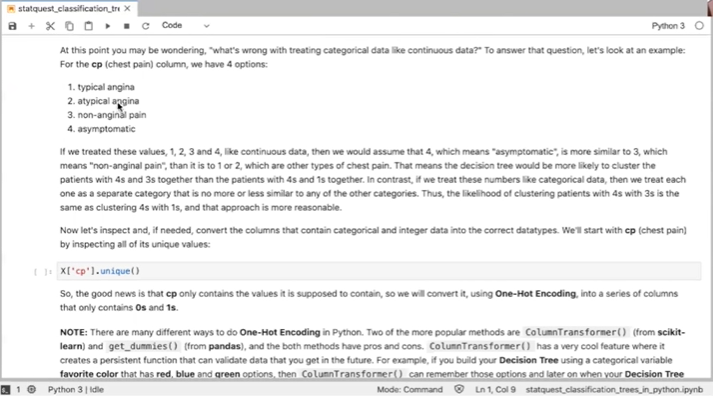 statquest_classification_tre
Code
Python 3
At this point you may be wondering, "what's wrong with treating categorical data like continuous data?" To answer that question, let's look at an example:
For the cp (chest pain) column, we have 4 options:
1. typical angina
2. atypical angina
3. non-anginal pain
4. asymptomatic
If we treated these values, 1, 2, 3 and 4, like continuous data, then we would assume that 4, which means "asymptomatic", is more similar to 3, which
means "non-anginal pain", than it is to 1 or 2, which are other types of chest pain. That means the decision tree would be more likely to cluster the
patients with 4s and 3s together than the patients with 4s and 1s together. In contrast, if we treat these numbers like categorical data, then we treat each
one as a separate category that is no more or less similar to any of the other categories. Thus, the likelihood of clustering patients with 4s with 3s is the
same as clustering 4s with 1s, and that approach is more reasonable.
Now let's inspect and, if needed, convert the columns that contain categorical and integer data into the correct datatypes. We'll start with cp (chest pain)
by inspecting all of its unique values:
[ ]: X['cp'].unique()
So, the good news is that cp only contains the values it is supposed to contain, so we will convert it, using One-Hot Encoding, into a series of columns
that only contains 0s and 1s.
NOTE: There are many different ways to do One-Hot Encoding in Python. Two of the more popular methods are ColumnTransformer() (from scikit-
learn) and get_dummies() (from pandas), and the both methods have pros and cons. ColumnTransformer() has a very cool feature where it
creates a persistent function that can validate data that you get in the future. For example, if you build your Decision Tree using a categorical variable
favorite color that has red, blue and green options, then ColumnTransformer() can remember those options and later on when your Decision Tree
1 Python 3 | Idle Mode: Command Ln 1, Col 9 statquest_classification_trees_in_python.ipynb